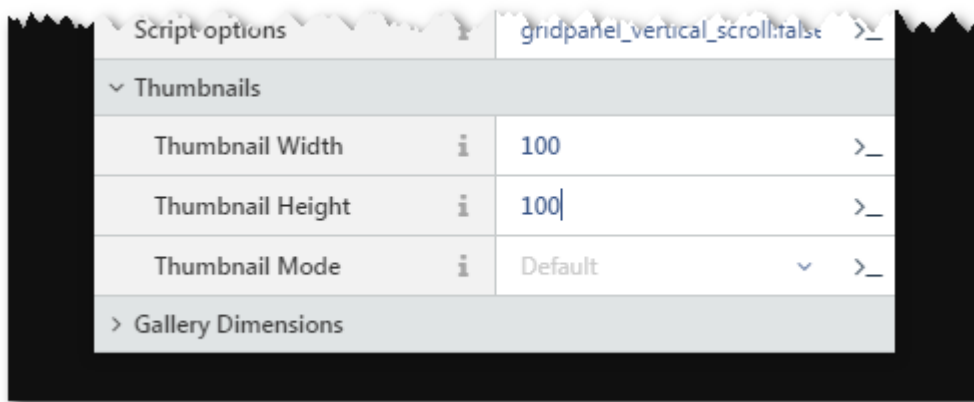 Script options gridpanel_vertical_scroll:false >_
Thumbnails
Thumbnail Width i 100 >_
Thumbnail Height i 100 >_
Thumbnail Mode i Default >_
Gallery Dimensions